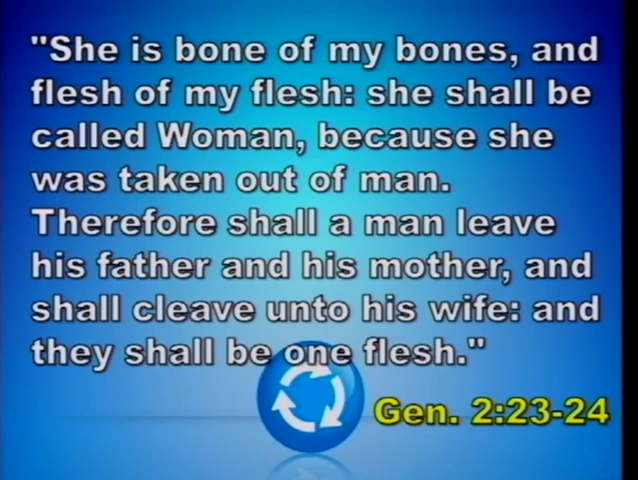 "She is bone of my bones, and
flesh of my flesh: she shall be
called Woman, because she
was taken out of man.
Therefore shall a man leave
his father and his mother, and
shall cleave unto his wife: and
they shall be one flesh."
Gen. 2:23-24